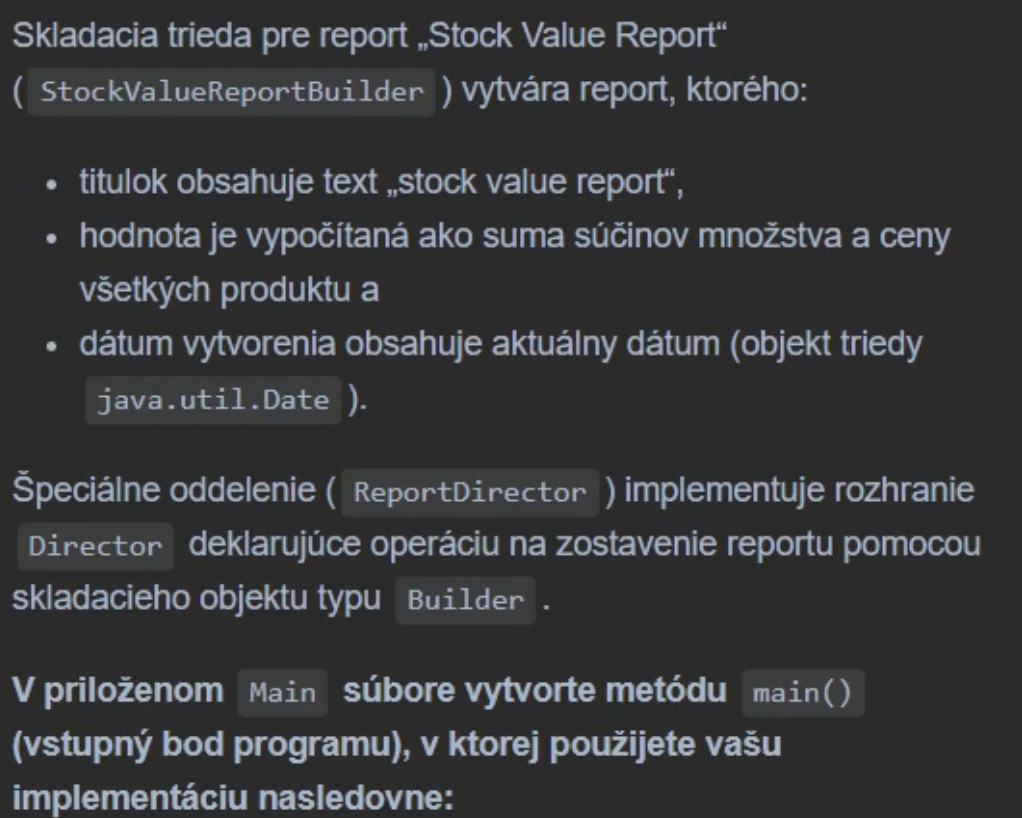 Skladacia trieda pre report „Stock Value Report“
( StockValueReportBuilder ) vytvára report, ktorého:
• titulok obsahuje text „stock value report“,
• hodnota je vypočítaná ako suma súčinov množstva a ceny
všetkých produktu a
• dátum vytvorenia obsahuje aktuálny dátum (objekt triedy
java.util.Date ).
Špeciálne oddelenie ( ReportDirector ) implementuje rozhranie
Director deklarujúce operáciu na zostavenie reportu pomocou
skladacieho objektu typu Builder .
V priloženom Main súbore vytvorte metódu main()
(vstupný bod programu), v ktorej použijete vašu
implementáciu nasledovne: